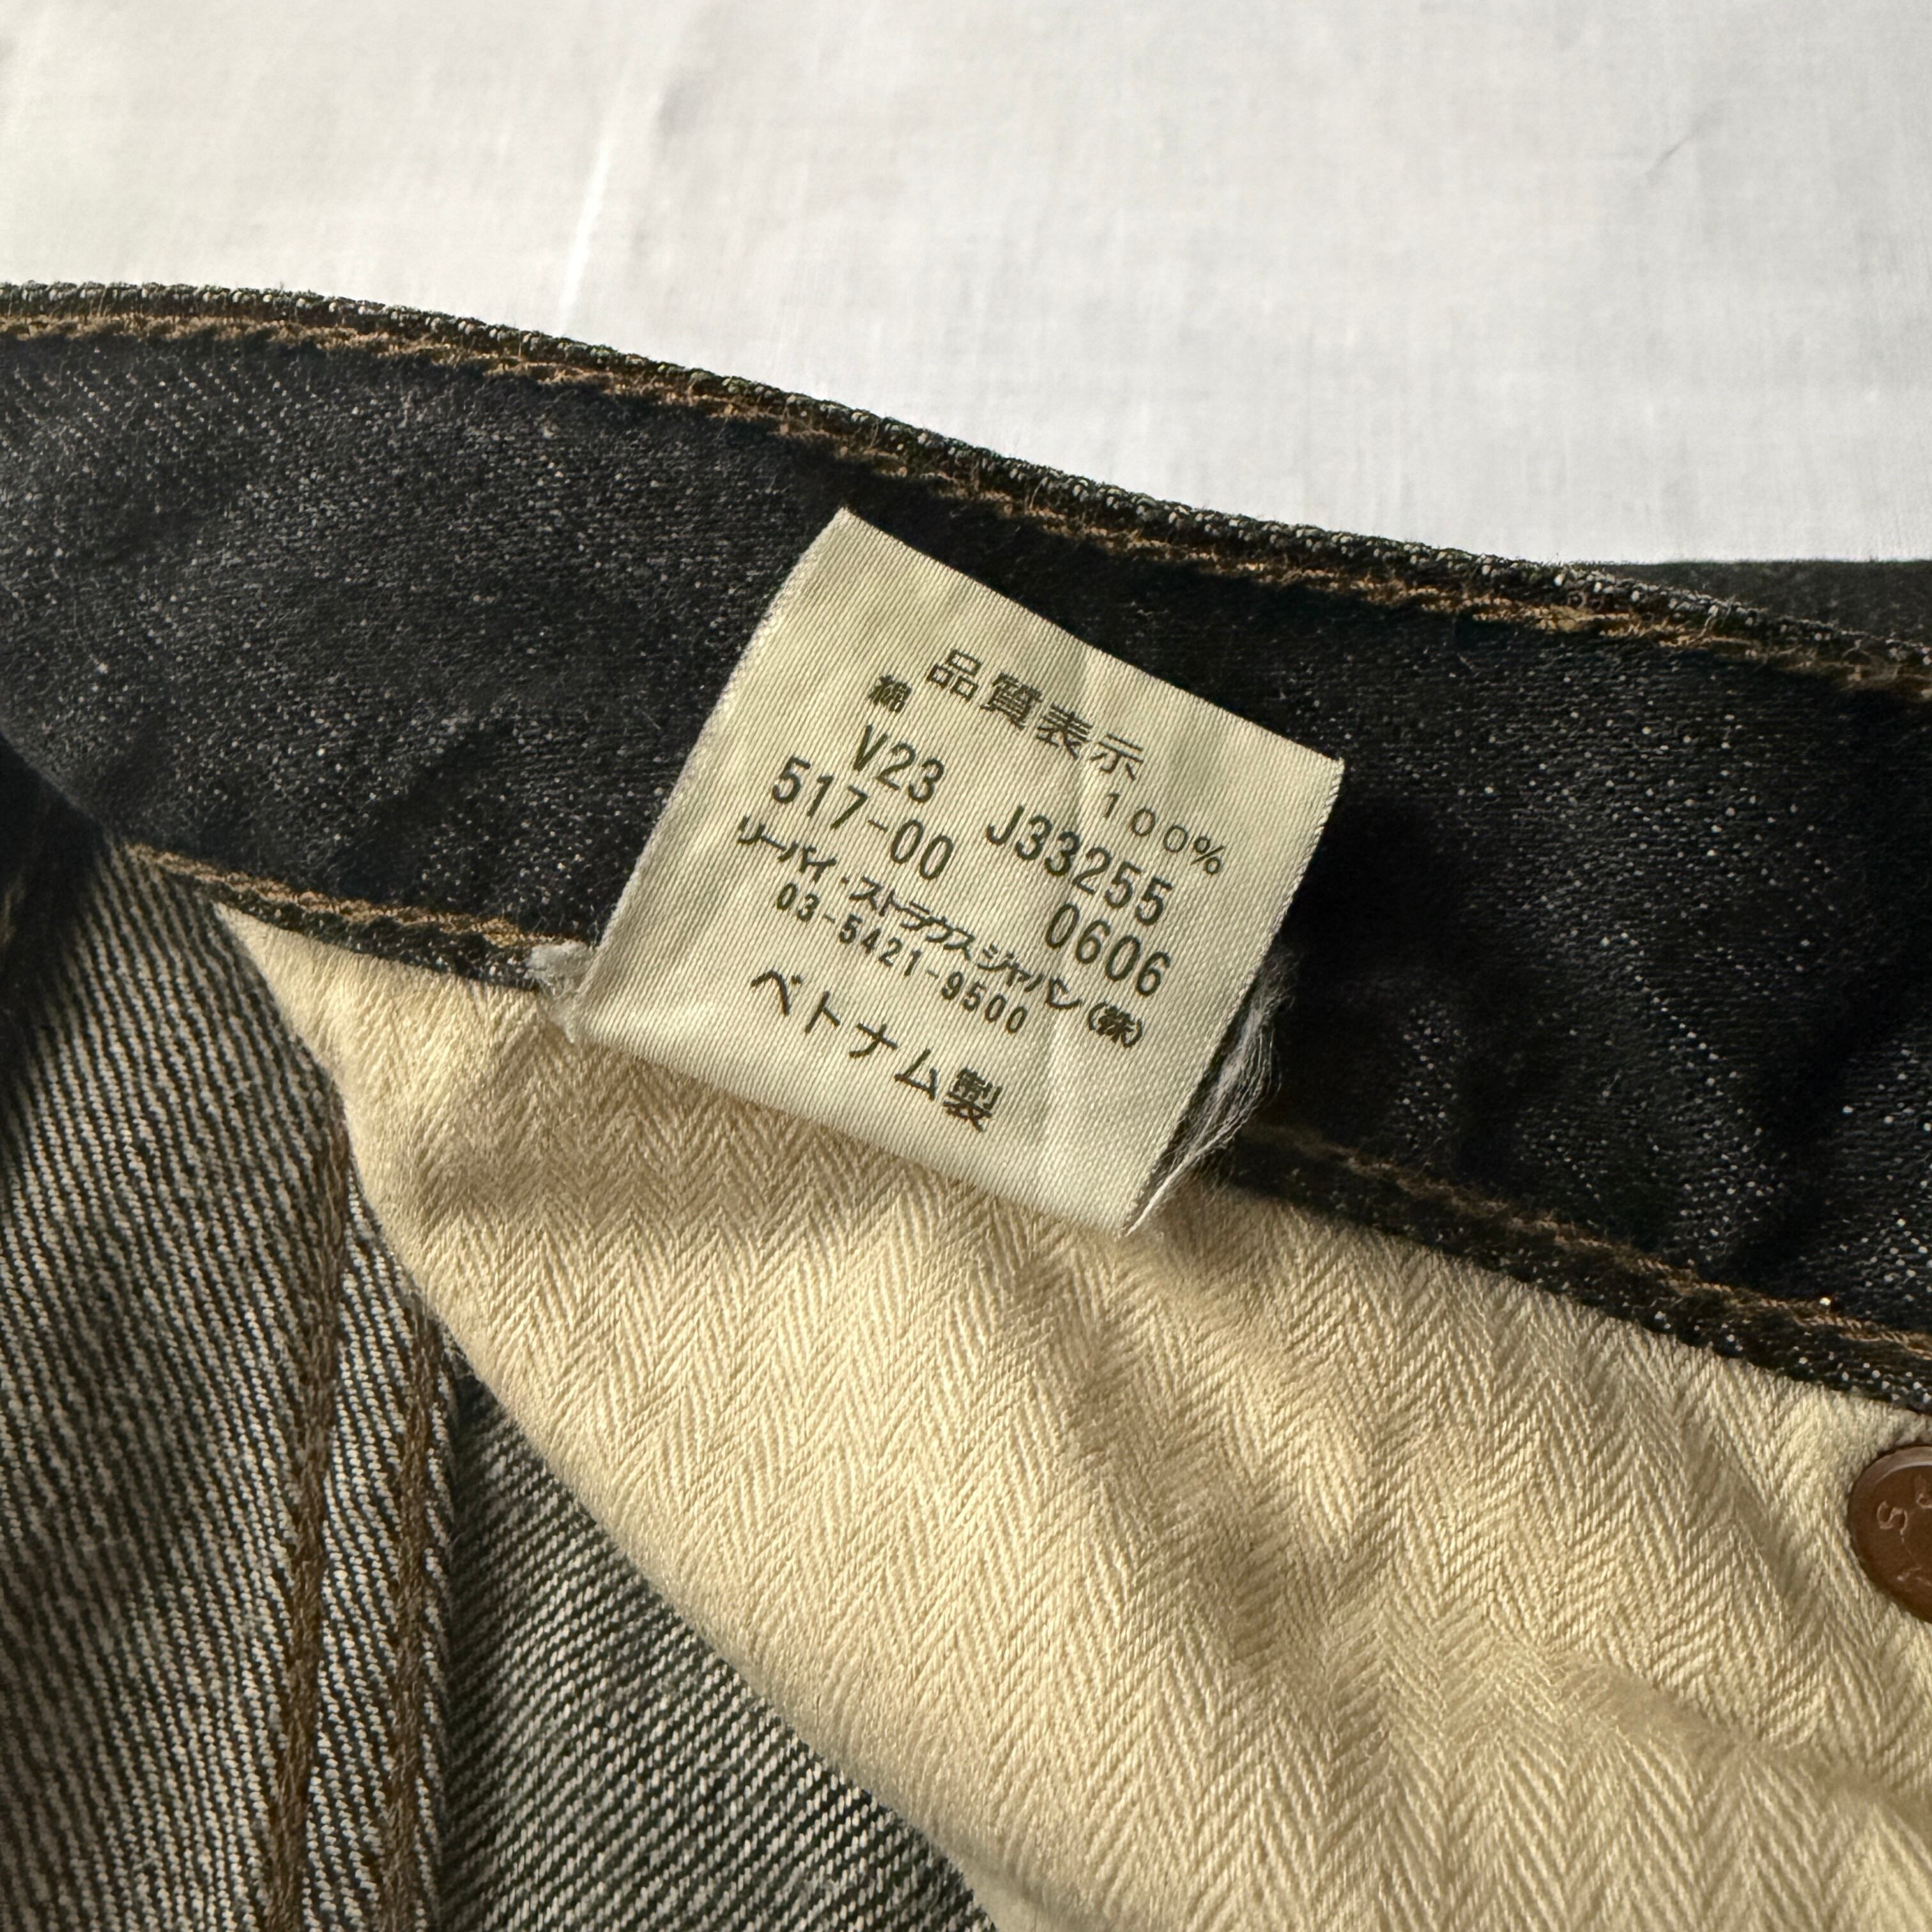 品質表示
綿 100%
V23 J33255
517-00 0606
リーバイ・ストラウス ジャパン(株)
03-5421-9500
ベトナム製